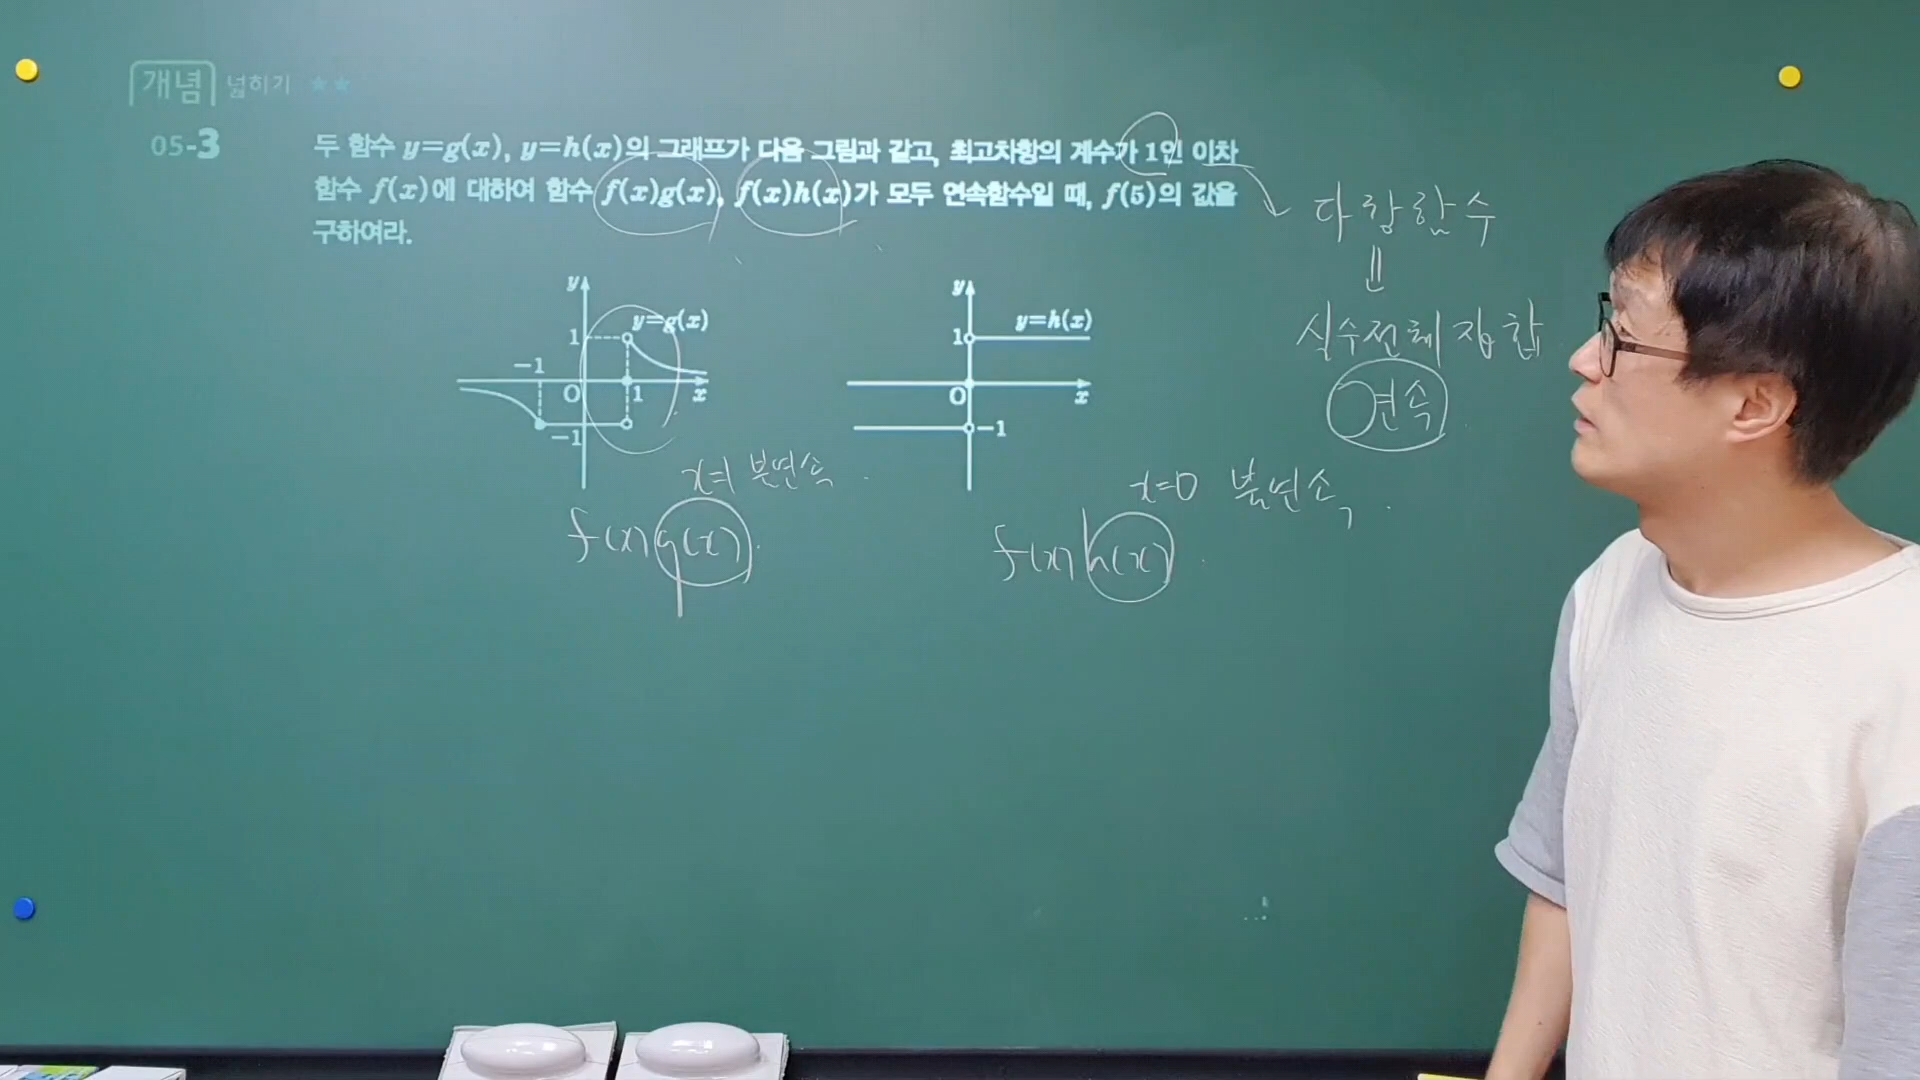 개념 넓히기 ★★
05-3 두 함수 y=g(x), y=h(x)의 그래프가 다음 그림과 같고, 최고차항의 계수가 1인 이차
함수 f(x)에 대하여 함수 f(x)g(x), f(x)h(x)가 모두 연속함수일 때, f(5)의 값을
구하여라.
다항함수
실수전체 집합
연속
y
y=g(x)
1
-1
O
1
x
-1
y
y=h(x)
1
O
x
-1
x=1 불연속
f(x)g(x)
x=0 불연속
f(x)h(x)